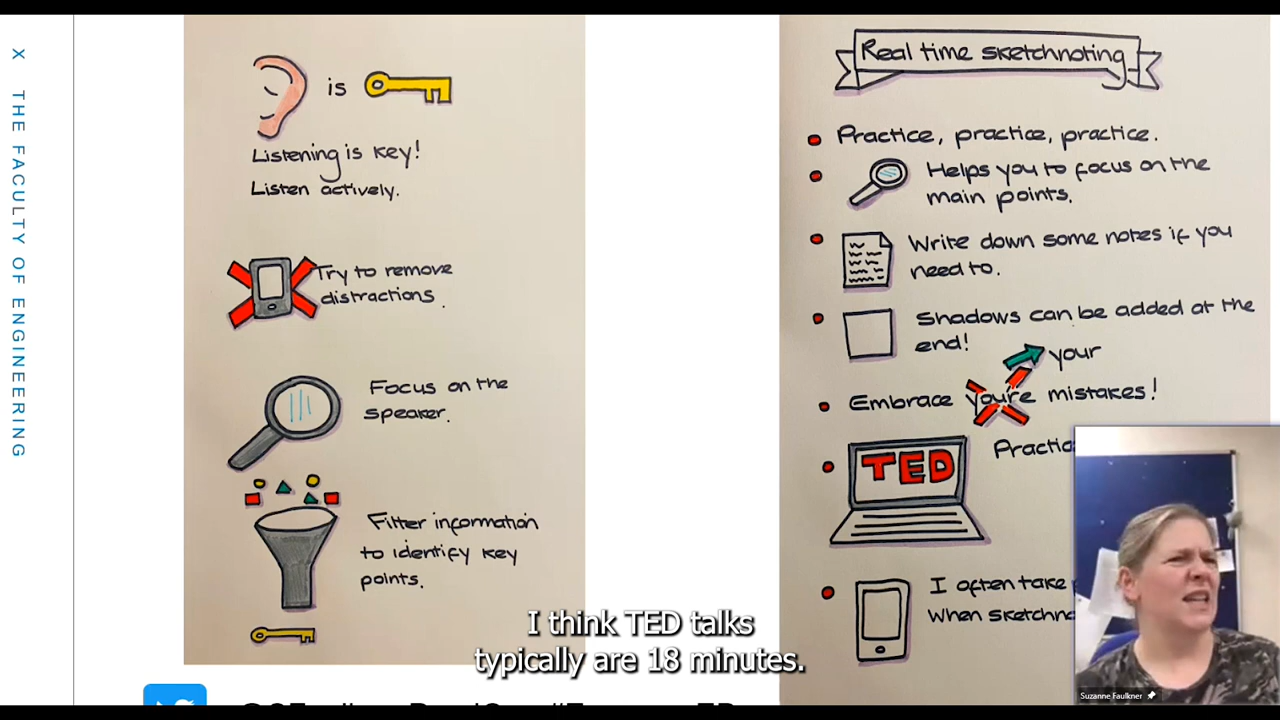 X THE FACULTY OF ENGINEERING
is
Listening is key!
Listen actively.
Try to remove
distractions.
Focus on the
speaker.
Filter information
to identify key
points.
Real time sketchnoting
Practice, practice, practice.
Helps you to focus on the
main points.
Write down some notes if you
need to.
Shadows can be added at the
end!
your
Embrace you're mistakes!
TED
Practic
I often take
when sketchno
I think TED talks
typically are 18 minutes.
Suzanne Faulkner